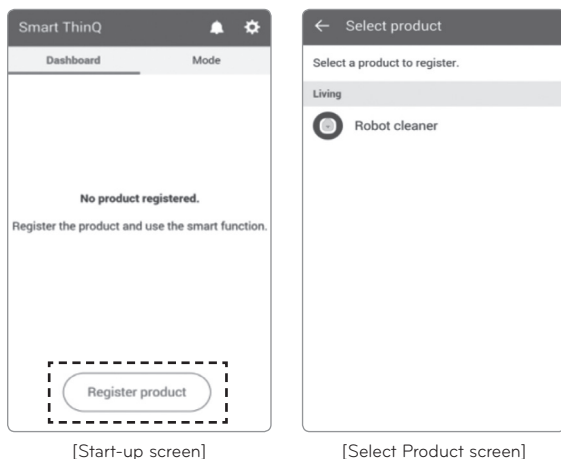 Smart ThinQ
Dashboard Mode
No product registered.
Register the product and use the smart function.
Register product
[Start-up screen]
Select product
Select a product to register.
Living
Robot cleaner
[Select Product screen]